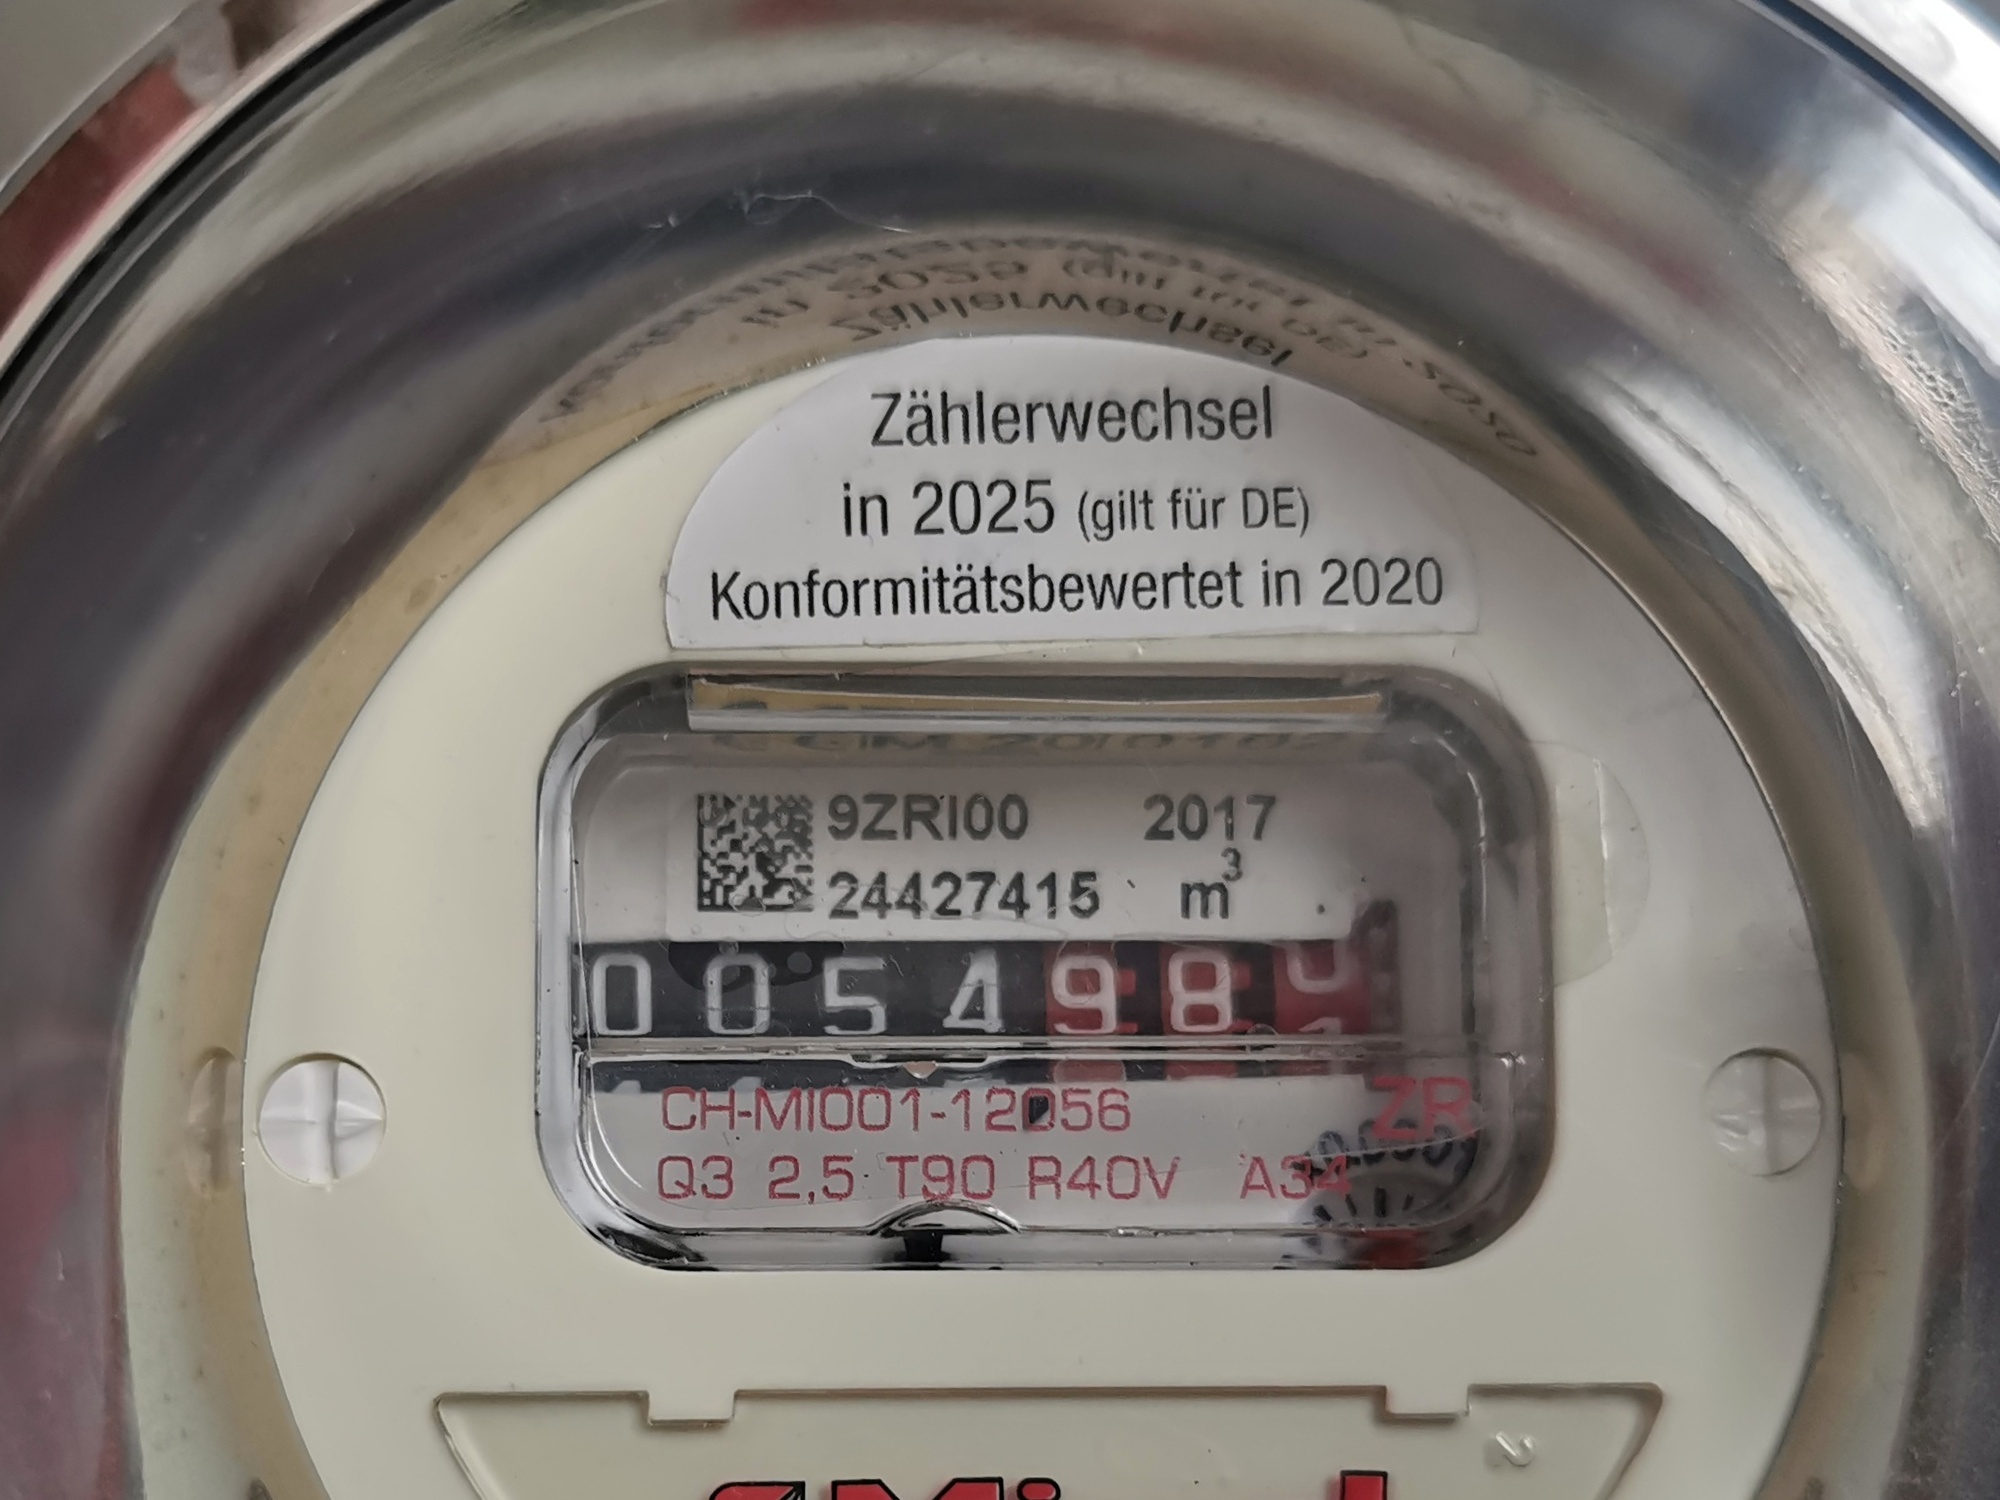 Zählerwechsel
in 2025 (gilt für DE)
Konformitätsbewertet in 2020
9ZRI00 2017
24427415 m³
0054980
CH-MI001-12056 ZR
Q3 2,5 T90 R40V A34